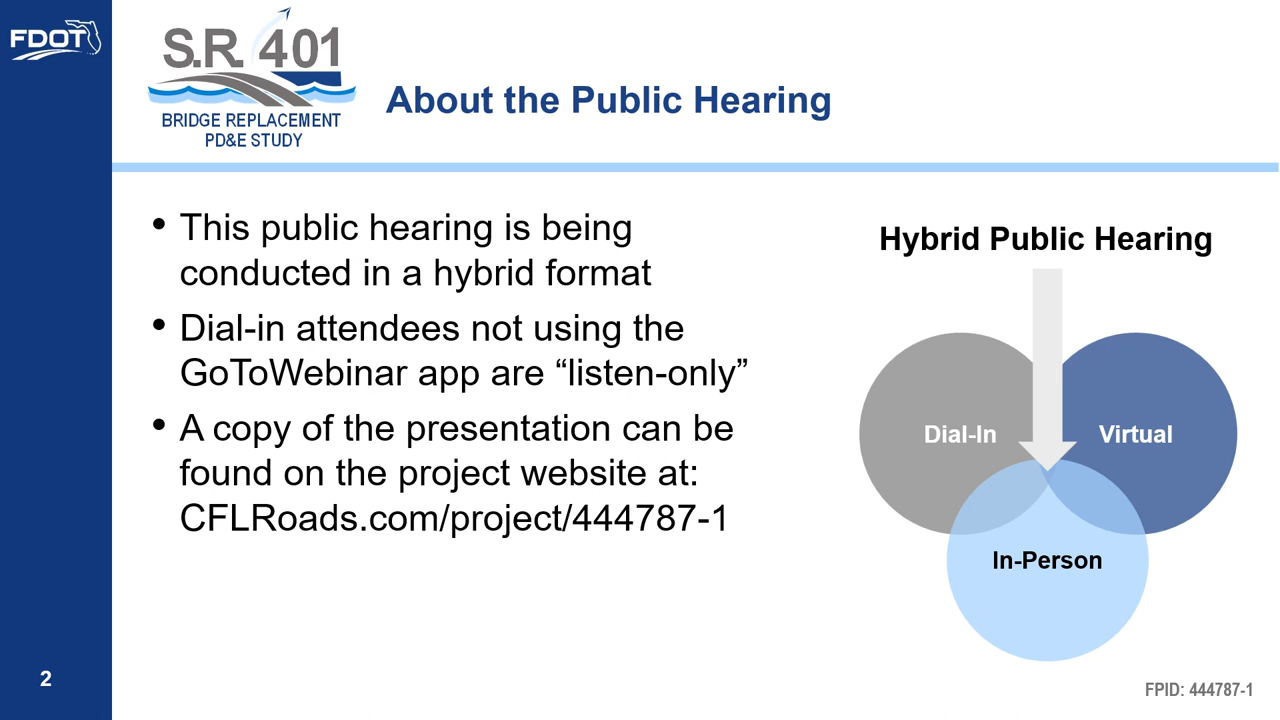 FDOT
S.R. 401
BRIDGE REPLACEMENT
PD&E STUDY
About the Public Hearing
• This public hearing is being
conducted in a hybrid format
• Dial-in attendees not using the
GoToWebinar app are “listen-only”
• A copy of the presentation can be
found on the project website at:
CFLRoads.com/project/444787-1
Hybrid Public Hearing
Dial-In
Virtual
In-Person
2
FPID: 444787-1